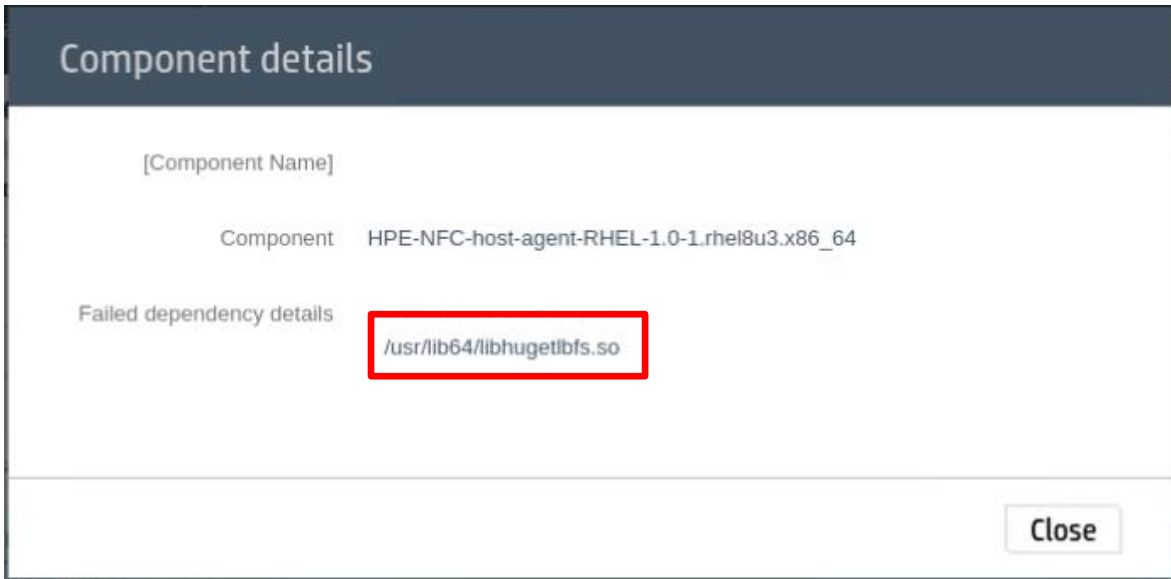 Component details
[Component Name]
Component HPE-NFC-host-agent-RHEL-1.0-1.rhel8u3.x86_64
Failed dependency details
/usr/lib64/libhugetlbfs.so
Close